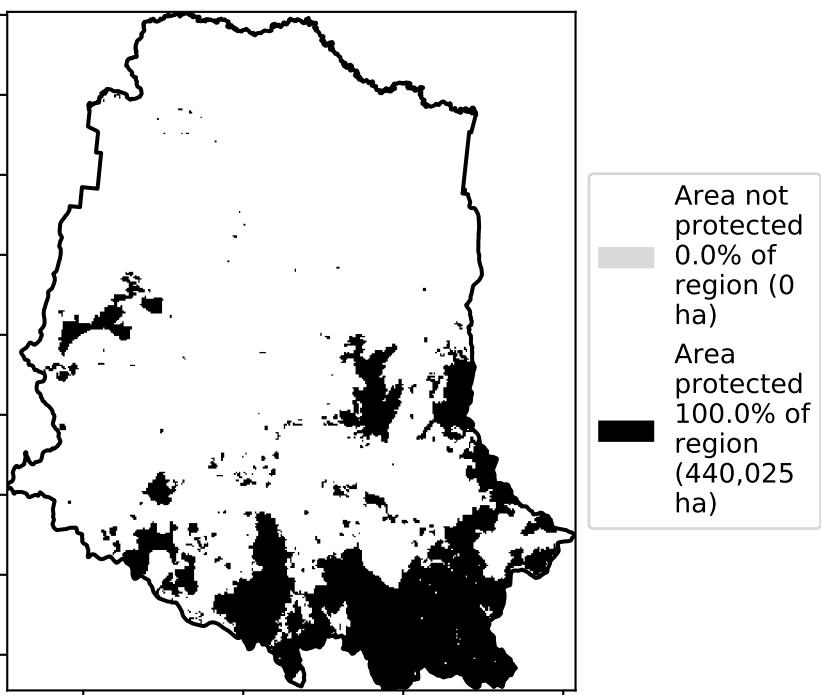 Area not
protected
0.0% of
region (0
ha)
Area
protected
100.0% of
region
(440,025
ha)